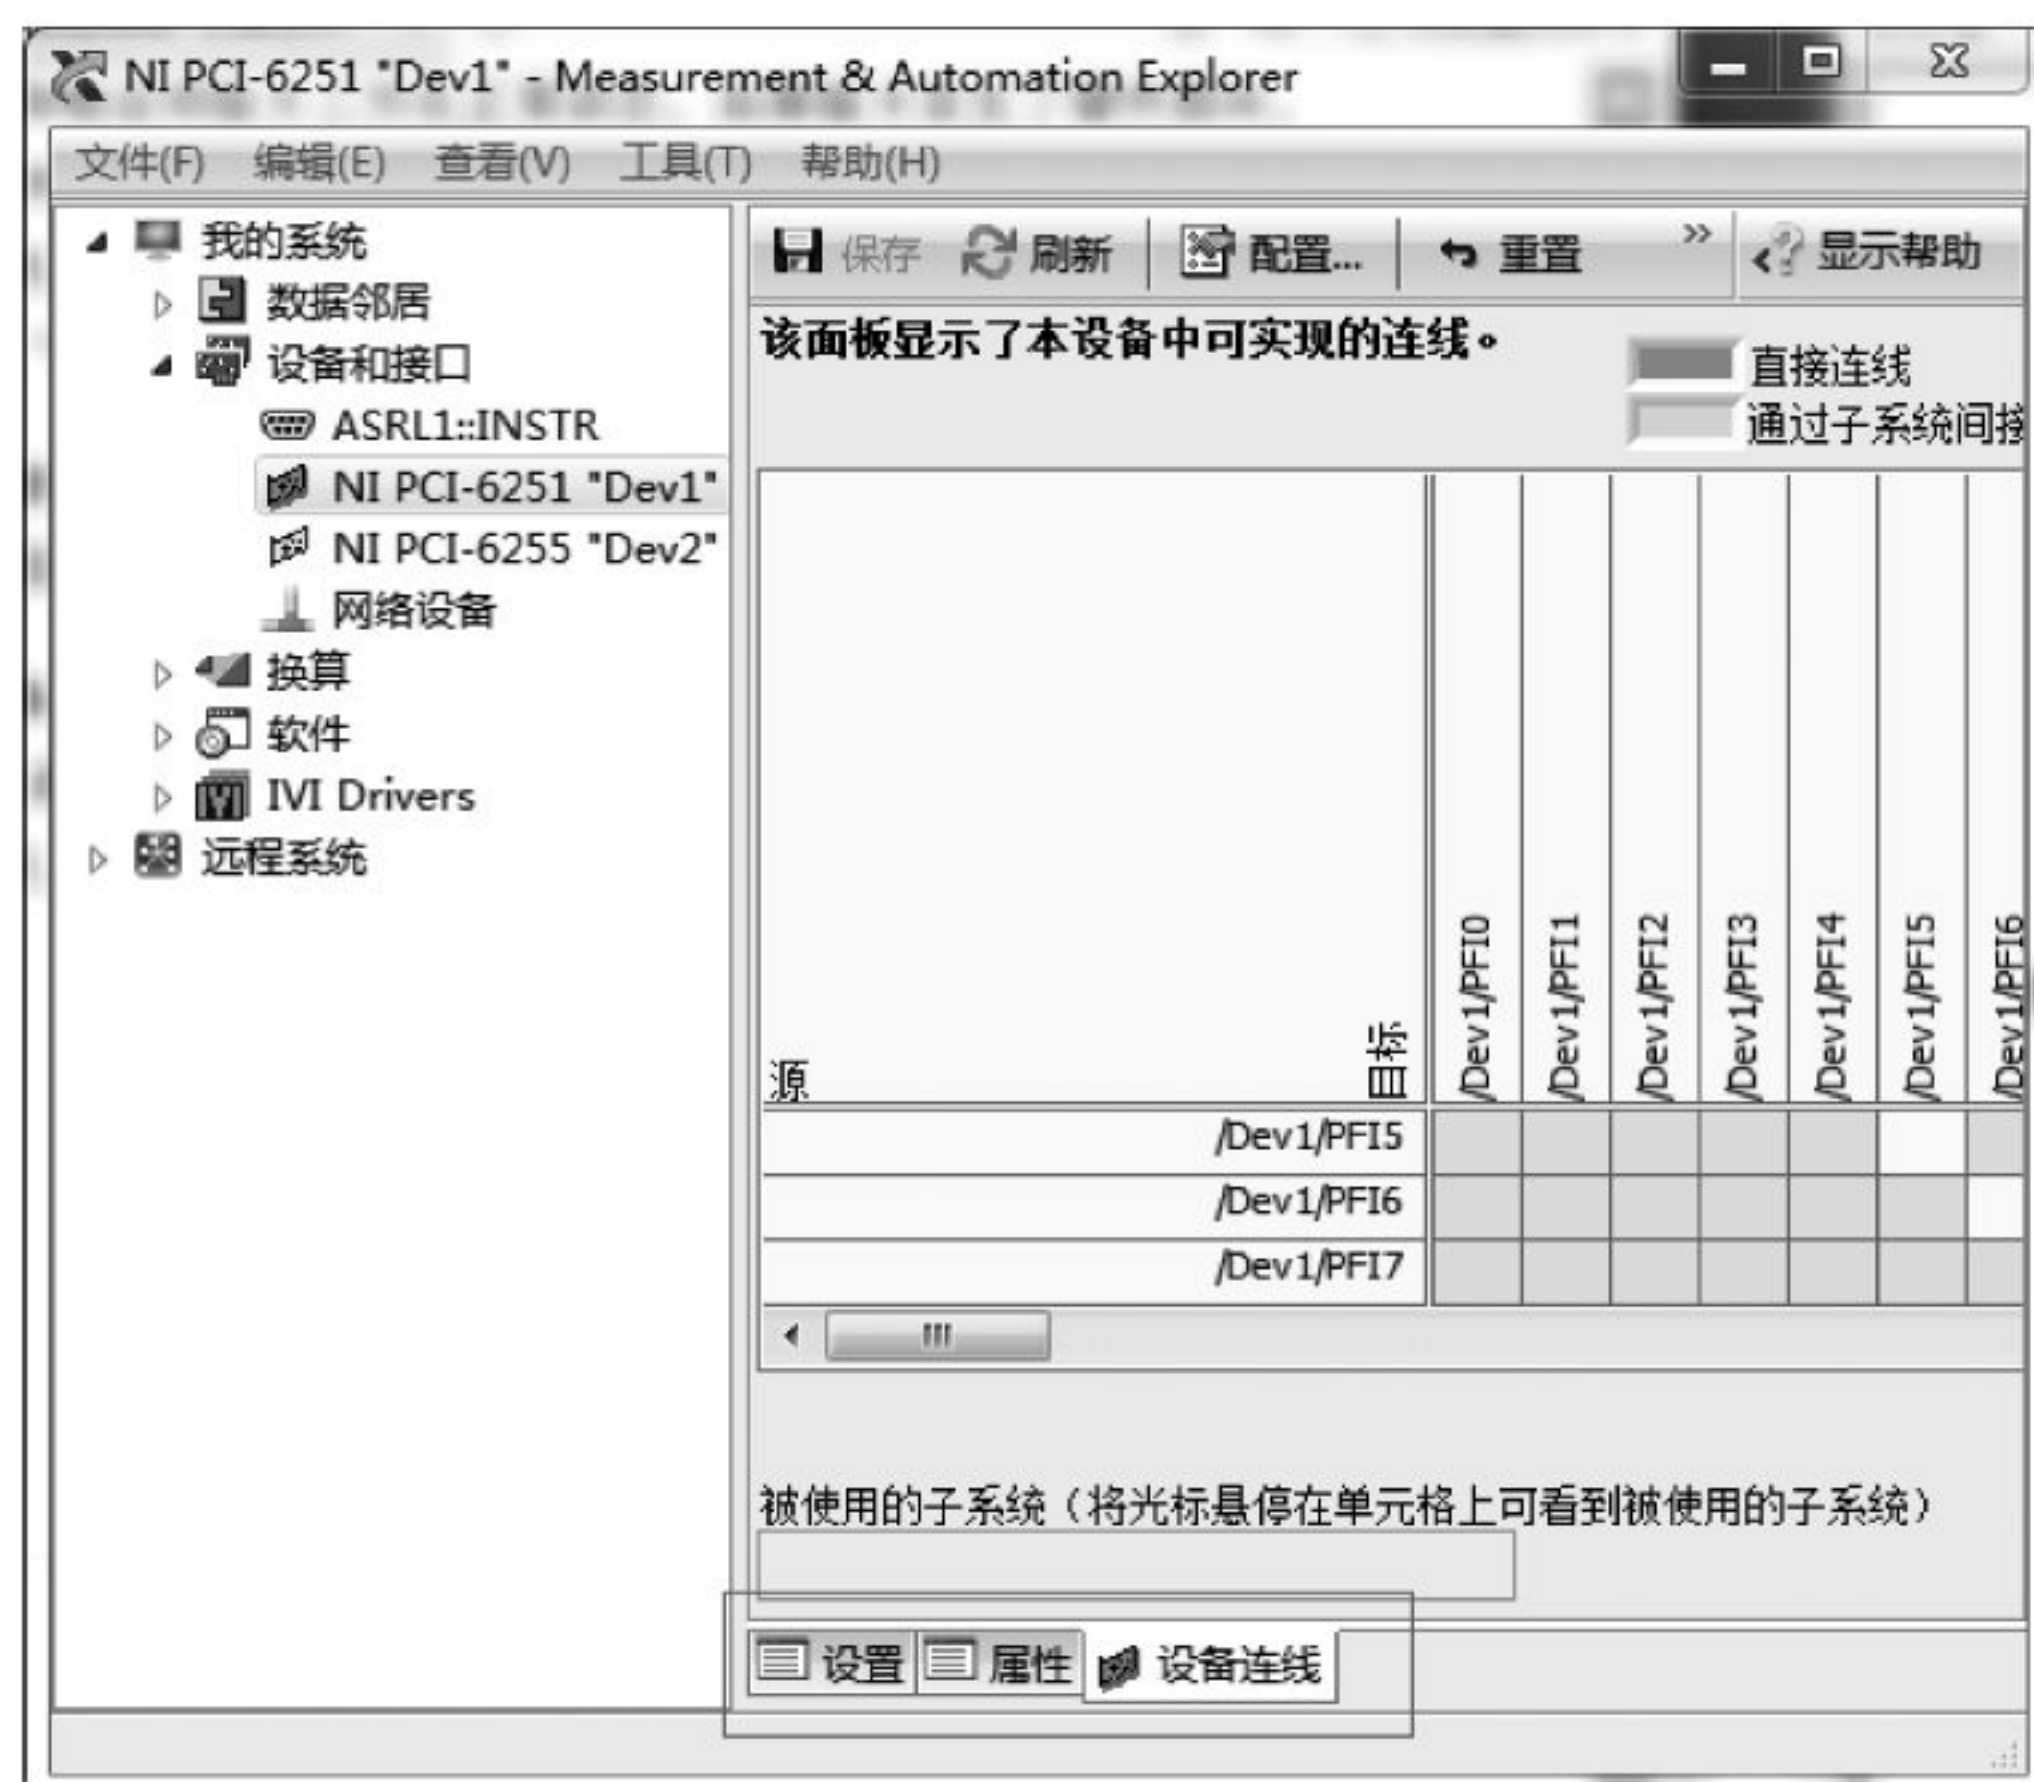 NI PCI-6251 "Dev1" - Measurement & Automation Explorer
文件(F) 编辑(E) 查看(V) 工具(T) 帮助(H)
我的系统
数据邻居
设备和接口
ASRL1::INSTR
NI PCI-6251 "Dev1"
NI PCI-6255 "Dev2"
网络设备
换算
软件
IVI Drivers
远程系统
保存 刷新 配置... 重置 » 显示帮助
该面板显示了本设备中可实现的连线。
直接连线
通过子系统间接
源 目标 /Dev1/PFI0 /Dev1/PFI1 /Dev1/PFI2 /Dev1/PFI3 /Dev1/PFI4 /Dev1/PFI5 /Dev1/PFI6
/Dev1/PFI5
/Dev1/PFI6
/Dev1/PFI7
被使用的子系统（将光标悬停在单元格上可看到被使用的子系统）
设置 属性 设备连线